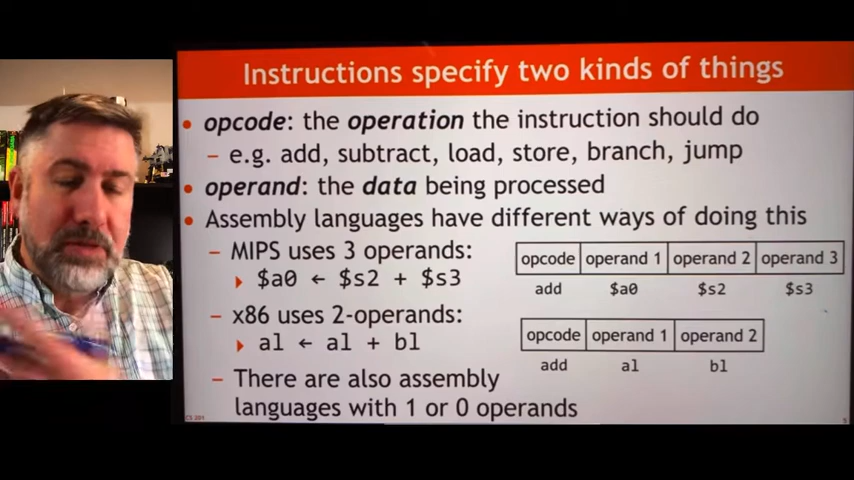 Instructions specify two kinds of things
• opcode: the operation the instruction should do
– e.g. add, subtract, load, store, branch, jump
• operand: the data being processed
• Assembly languages have different ways of doing this
– MIPS uses 3 operands:
$a0 ← $s2 + $s3
opcode operand 1 operand 2 operand 3
add $a0 $s2 $s3
– x86 uses 2-operands:
al ← al + bl
opcode operand 1 operand 2
add al bl
– There are also assembly
languages with 1 or 0 operands
CS 201
5